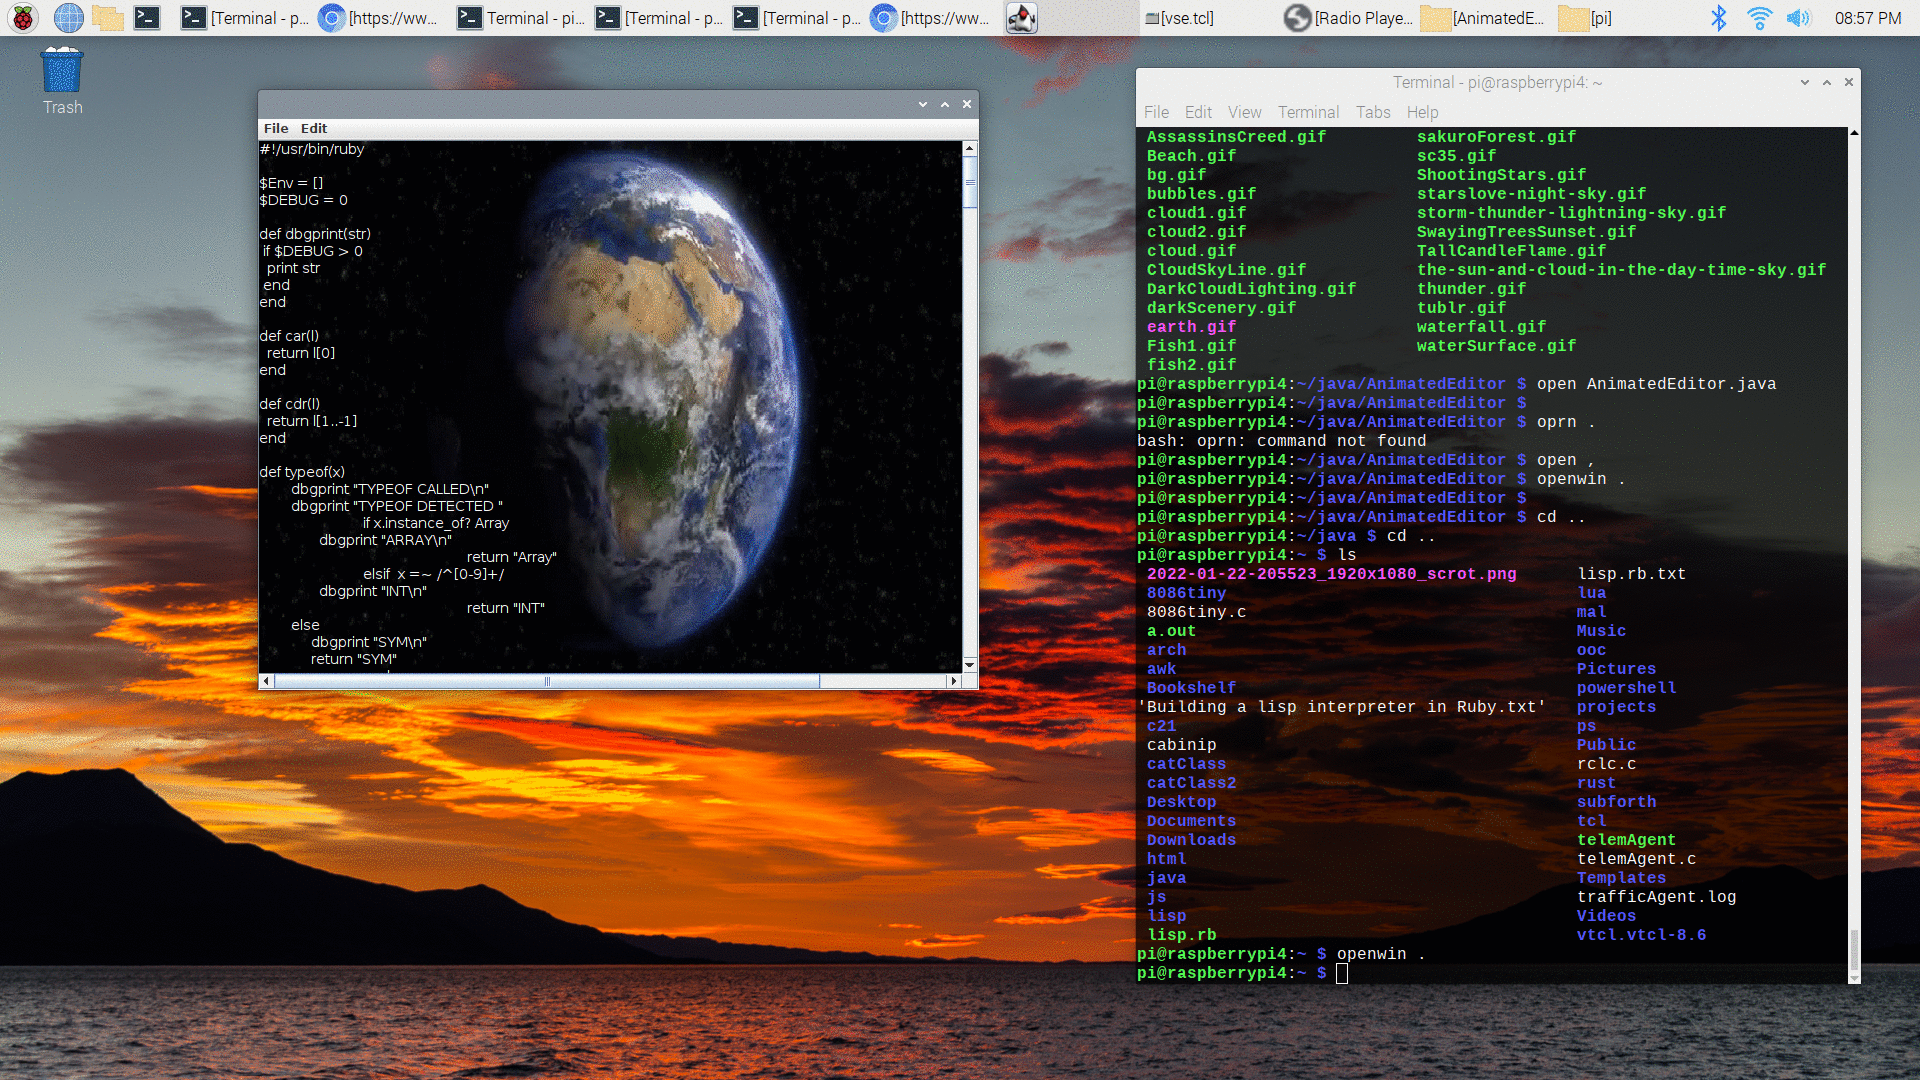 [Terminal - p... [https://ww... Terminal - pi... [Terminal - p... [Terminal - p... [https://ww... [vse.tcl] [Radio Playe... [AnimatedE... [pi] 08:57 PM
Trash
File Edit
#!/usr/bin/ruby
$Env = []
$DEBUG = 0
def dbgprint(str)
if $DEBUG > 0
print str
end
end
def car(l)
return l[0]
end
def cdr(l)
return l[1..-1]
end
def typeof(x)
dbgprint "TYPEOF CALLED\n"
dbgprint "TYPEOF DETECTED "
if x.instance_of? Array
dbgprint "ARRAY\n"
return "Array"
elsif x =~ /^[0-9]+/
dbgprint "INT\n"
return "INT"
else
dbgprint "SYM\n"
return "SYM"
Terminal - pi@raspberrypi4: ~
File Edit View Terminal Tabs Help
AssassinsCreed.gif sakuroForest.gif
Beach.gif sc35.gif
bg.gif ShootingStars.gif
bubbles.gif starslove-night-sky.gif
cloud1.gif storm-thunder-lightning-sky.gif
cloud2.gif SwayingTreesSunset.gif
cloud.gif TallCandleFlame.gif
CloudSkyLine.gif the-sun-and-cloud-in-the-day-time-sky.gif
DarkCloudLighting.gif thunder.gif
darkScenery.gif tublr.gif
earth.gif waterfall.gif
Fish1.gif waterSurface.gif
fish2.gif
pi@raspberrypi4:~/java/AnimatedEditor $ open AnimatedEditor.java
pi@raspberrypi4:~/java/AnimatedEditor $
pi@raspberrypi4:~/java/AnimatedEditor $ oprn .
bash: oprn: command not found
pi@raspberrypi4:~/java/AnimatedEditor $ open ,
pi@raspberrypi4:~/java/AnimatedEditor $ openwin .
pi@raspberrypi4:~/java/AnimatedEditor $
pi@raspberrypi4:~/java/AnimatedEditor $ cd ..
pi@raspberrypi4:~/java $ cd ..
pi@raspberrypi4:~ $ ls
2022-01-22-205523_1920x1080_scrot.png lisp.rb.txt
8086tiny lua
8086tiny.c mal
a.out Music
arch ooc
awk Pictures
Bookshelf powershell
'Building a lisp interpreter in Ruby.txt' projects
c21 ps
cabinip Public
catClass rclc.c
catClass2 rust
Desktop subforth
Documents tcl
Downloads telemAgent
html telemAgent.c
java Templates
js trafficAgent.log
lisp Videos
lisp.rb vtcl.vtcl-8.6
pi@raspberrypi4:~ $ openwin .
pi@raspberrypi4:~ $